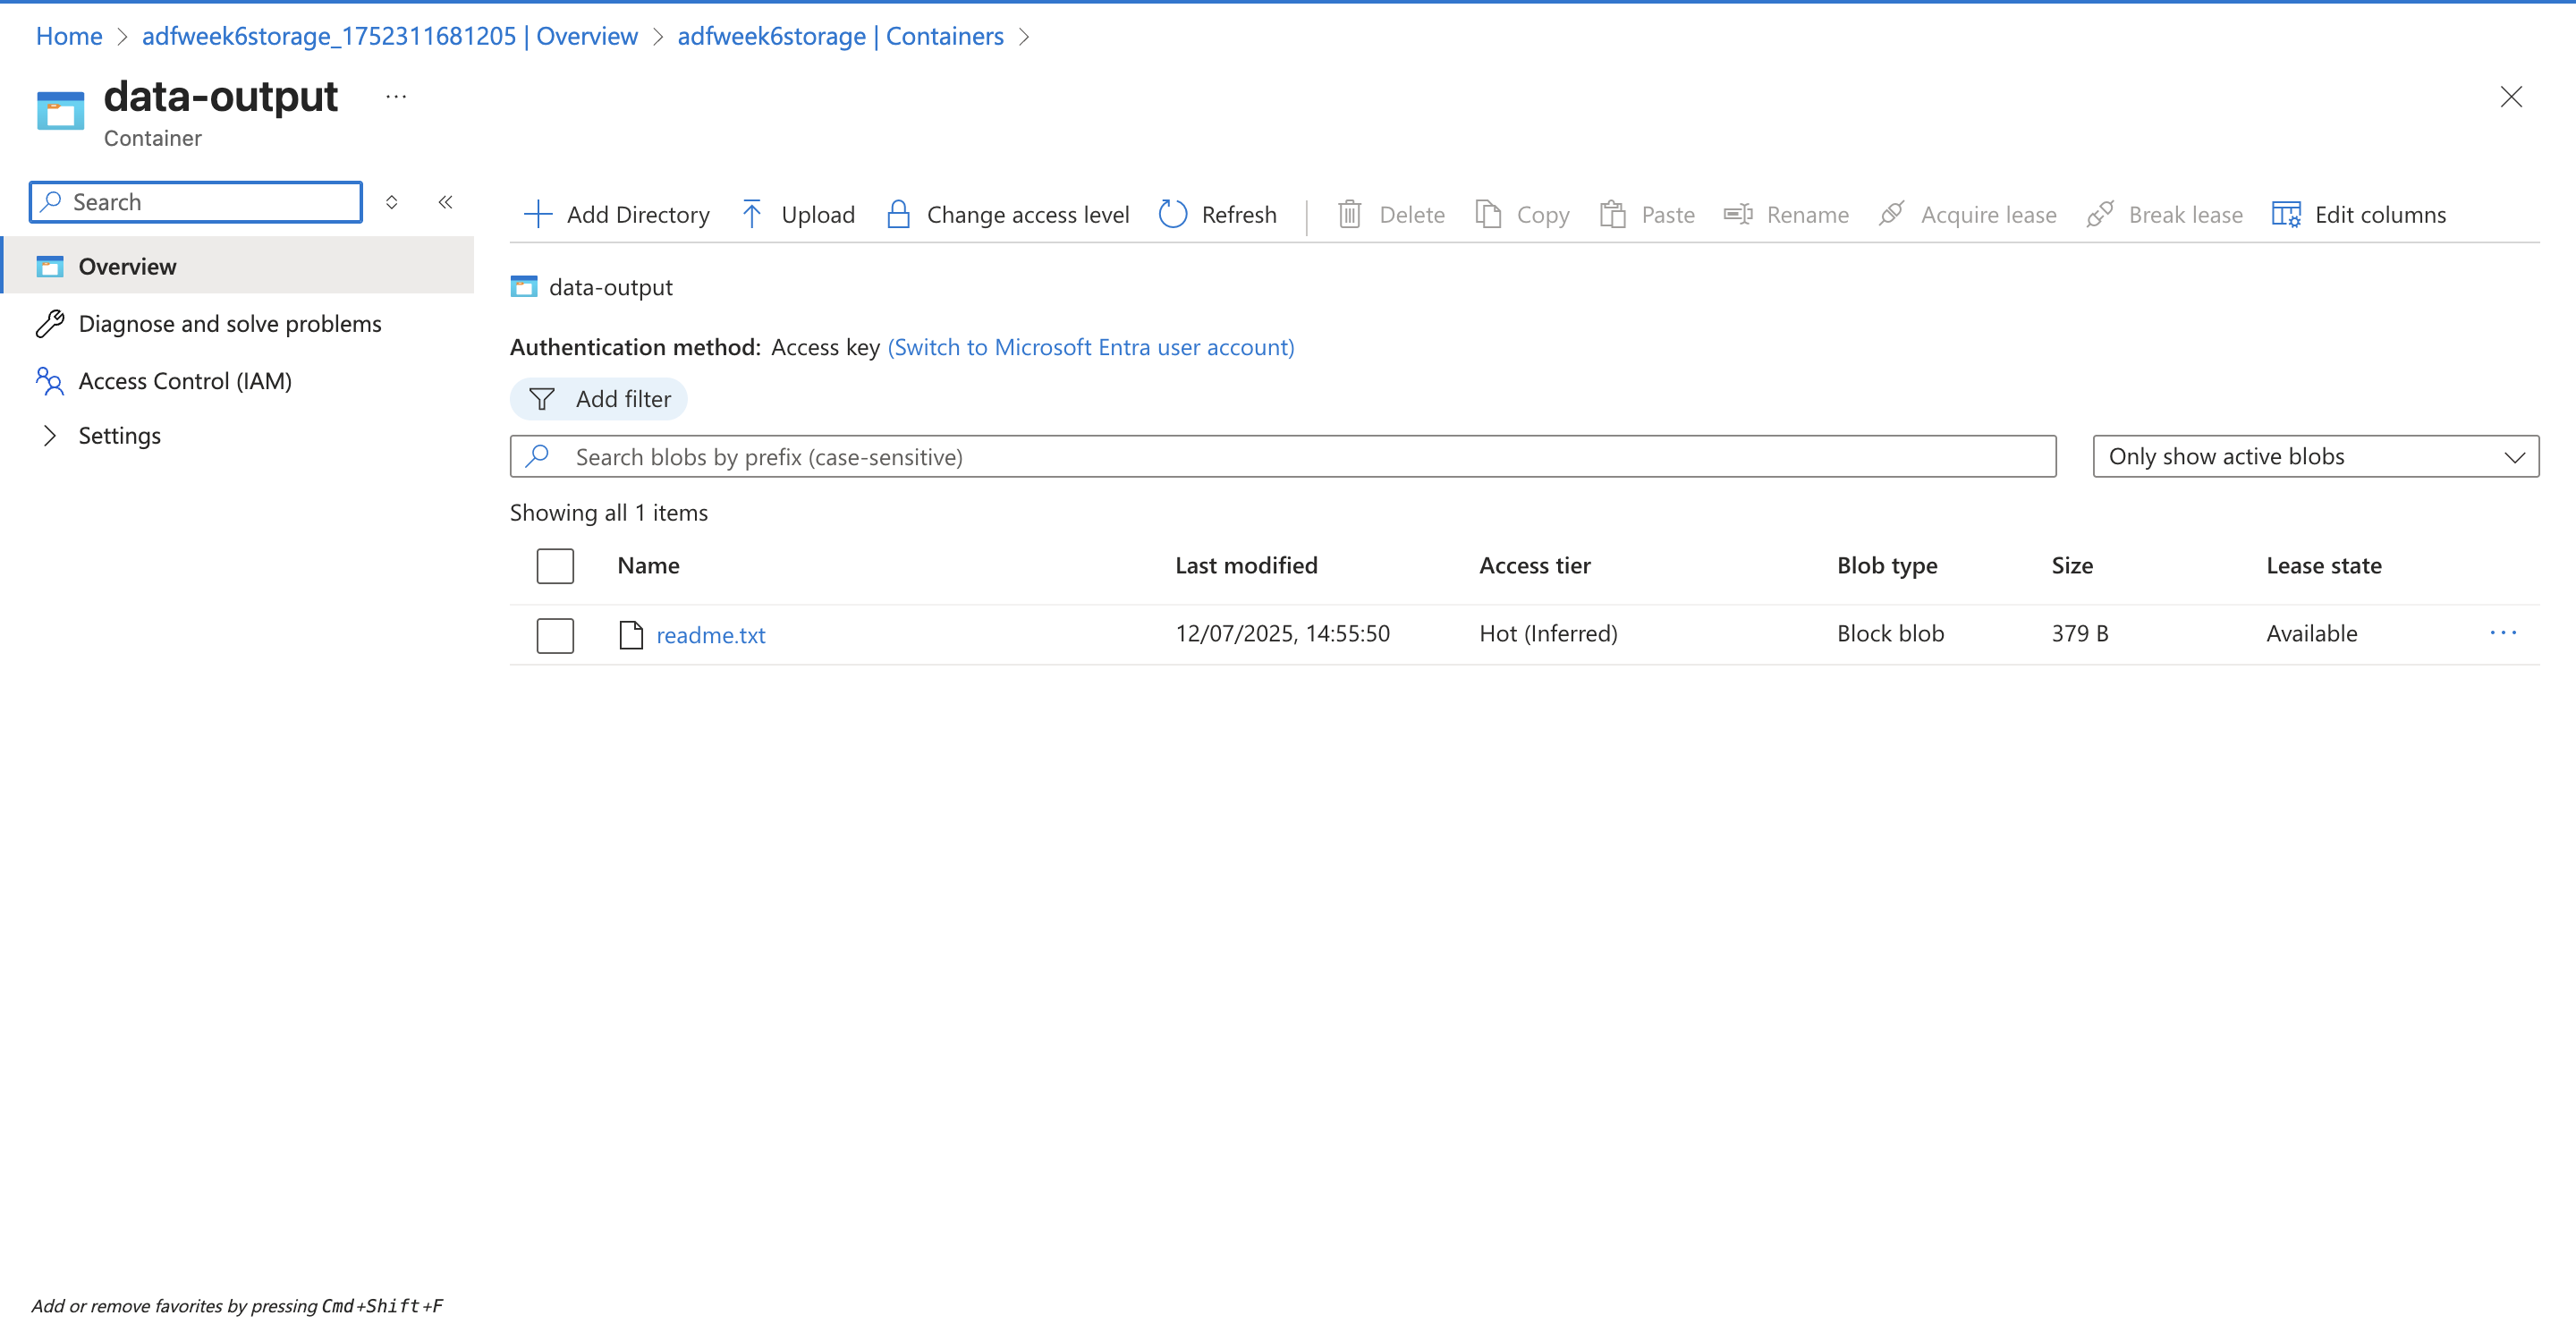 Home > adfweek6storage_1752311681205 | Overview > adfweek6storage | Containers >
data-output ...
Container
Search
Overview
Diagnose and solve problems
Access Control (IAM)
Settings
Add Directory Upload Change access level Refresh Delete Copy Paste Rename Acquire lease Break lease Edit columns
data-output
Authentication method: Access key (Switch to Microsoft Entra user account)
Add filter
Search blobs by prefix (case-sensitive) Only show active blobs
Showing all 1 items
Name Last modified Access tier Blob type Size Lease state
readme.txt 12/07/2025, 14:55:50 Hot (Inferred) Block blob 379 B Available ...
Add or remove favorites by pressing Cmd+Shift+F